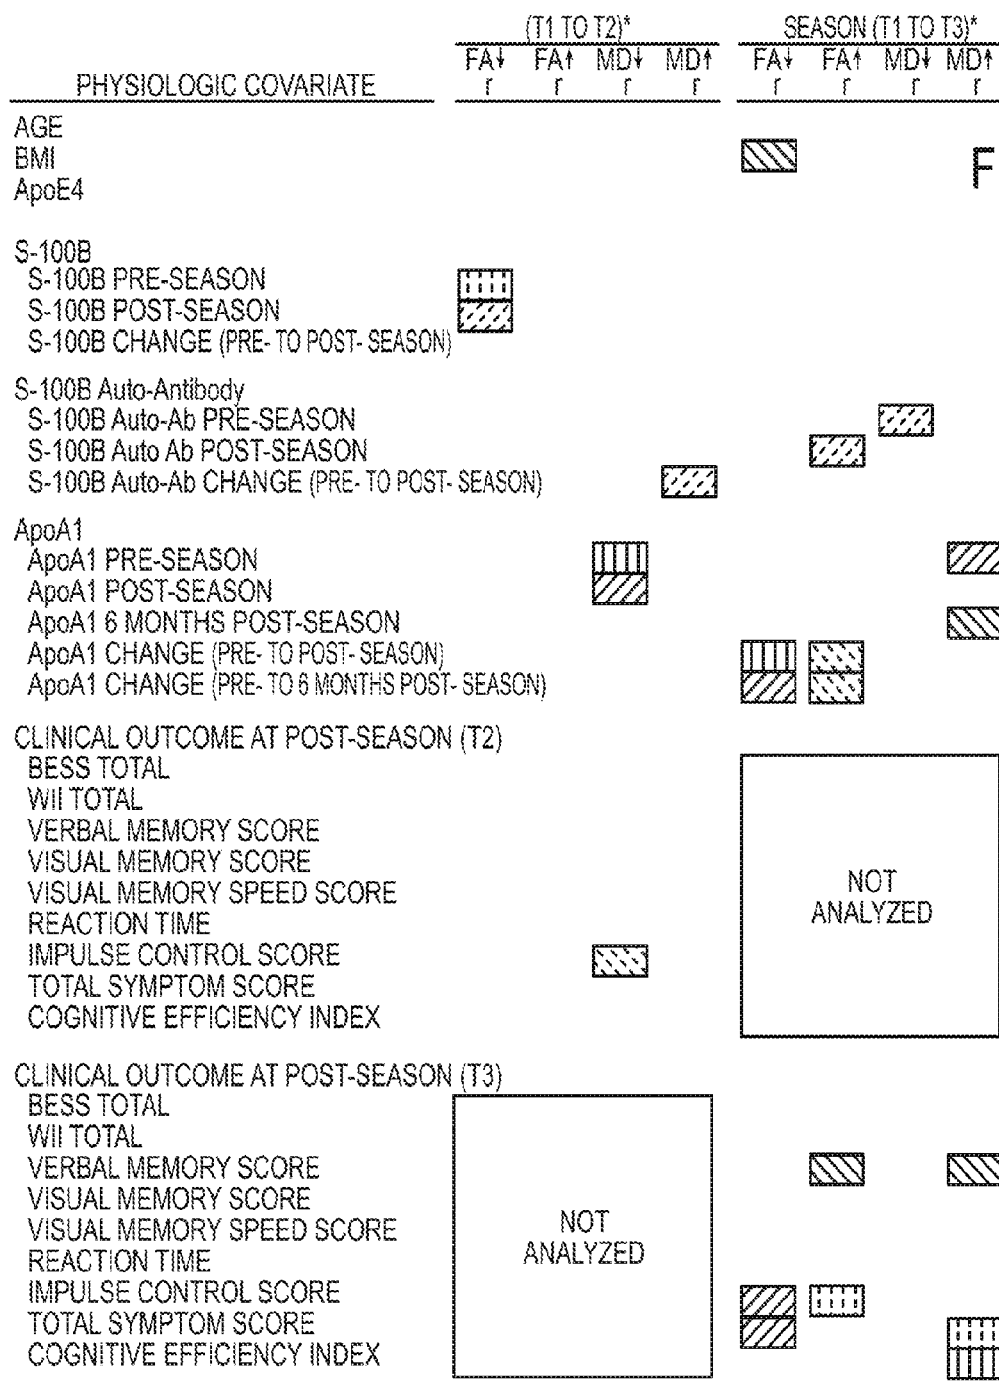 (T1 TO T2)* SEASON (T1 TO T3)*
FA↓ FA↑ MD↓ MD↑ FA↓ FA↑ MD↓ MD↑
PHYSIOLOGIC COVARIATE r r r r r r r r
AGE
BMI
F
ApoE4
S-100B
S-100B PRE-SEASON
S-100B POST-SEASON
S-100B CHANGE (PRE- TO POST- SEASON)
S-100B Auto-Antibody
S-100B Auto-Ab PRE-SEASON
S-100B Auto Ab POST-SEASON
S-100B Auto-Ab CHANGE (PRE- TO POST- SEASON)
ApoA1
ApoA1 PRE-SEASON
ApoA1 POST-SEASON
ApoA1 6 MONTHS POST-SEASON
ApoA1 CHANGE (PRE- TO POST- SEASON)
ApoA1 CHANGE (PRE- TO 6 MONTHS POST- SEASON)
CLINICAL OUTCOME AT POST-SEASON (T2)
BESS TOTAL
WII TOTAL
VERBAL MEMORY SCORE
VISUAL MEMORY SCORE
VISUAL MEMORY SPEED SCORE
REACTION TIME
IMPULSE CONTROL SCORE
TOTAL SYMPTOM SCORE
COGNITIVE EFFICIENCY INDEX
NOT
ANALYZED
CLINICAL OUTCOME AT POST-SEASON (T3)
BESS TOTAL
WII TOTAL
VERBAL MEMORY SCORE
VISUAL MEMORY SCORE
VISUAL MEMORY SPEED SCORE
REACTION TIME
IMPULSE CONTROL SCORE
TOTAL SYMPTOM SCORE
COGNITIVE EFFICIENCY INDEX
NOT
ANALYZED